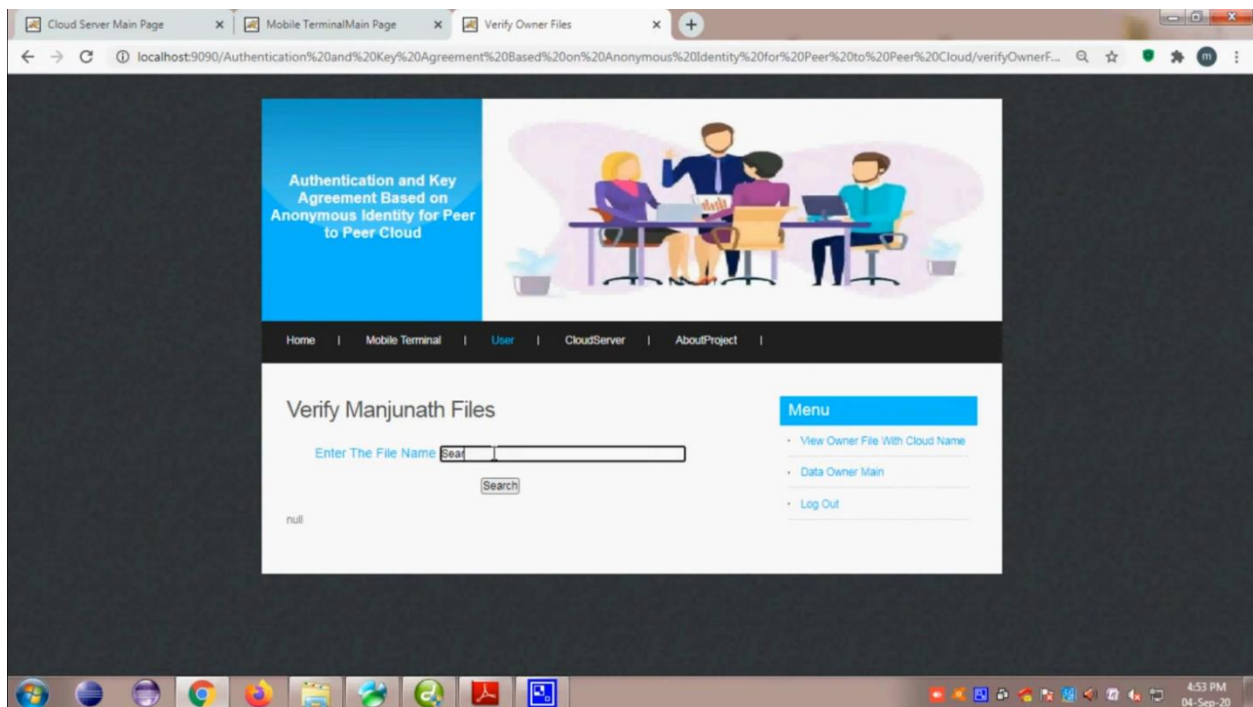 Cloud Server Main Page
Mobile TerminalMain Page
Verify Owner Files
localhost:9090/Authentication%20and%20Key%20Agreement%20Based%20on%20Anonymous%20Identity%20for%20Peer%20to%20Peer%20Cloud/verifyOwnerF...
m
Authentication and Key
Agreement Based on
Anonymous Identity for Peer
to Peer Cloud
Home | Mobile Terminal | User | CloudServer | AboutProject |
Verify Manjunath Files
Enter The File Name Sear
Search
null
Menu
View Owner File With Cloud Name
Data Owner Main
Log Out
4:53 PM
04-Sep-20